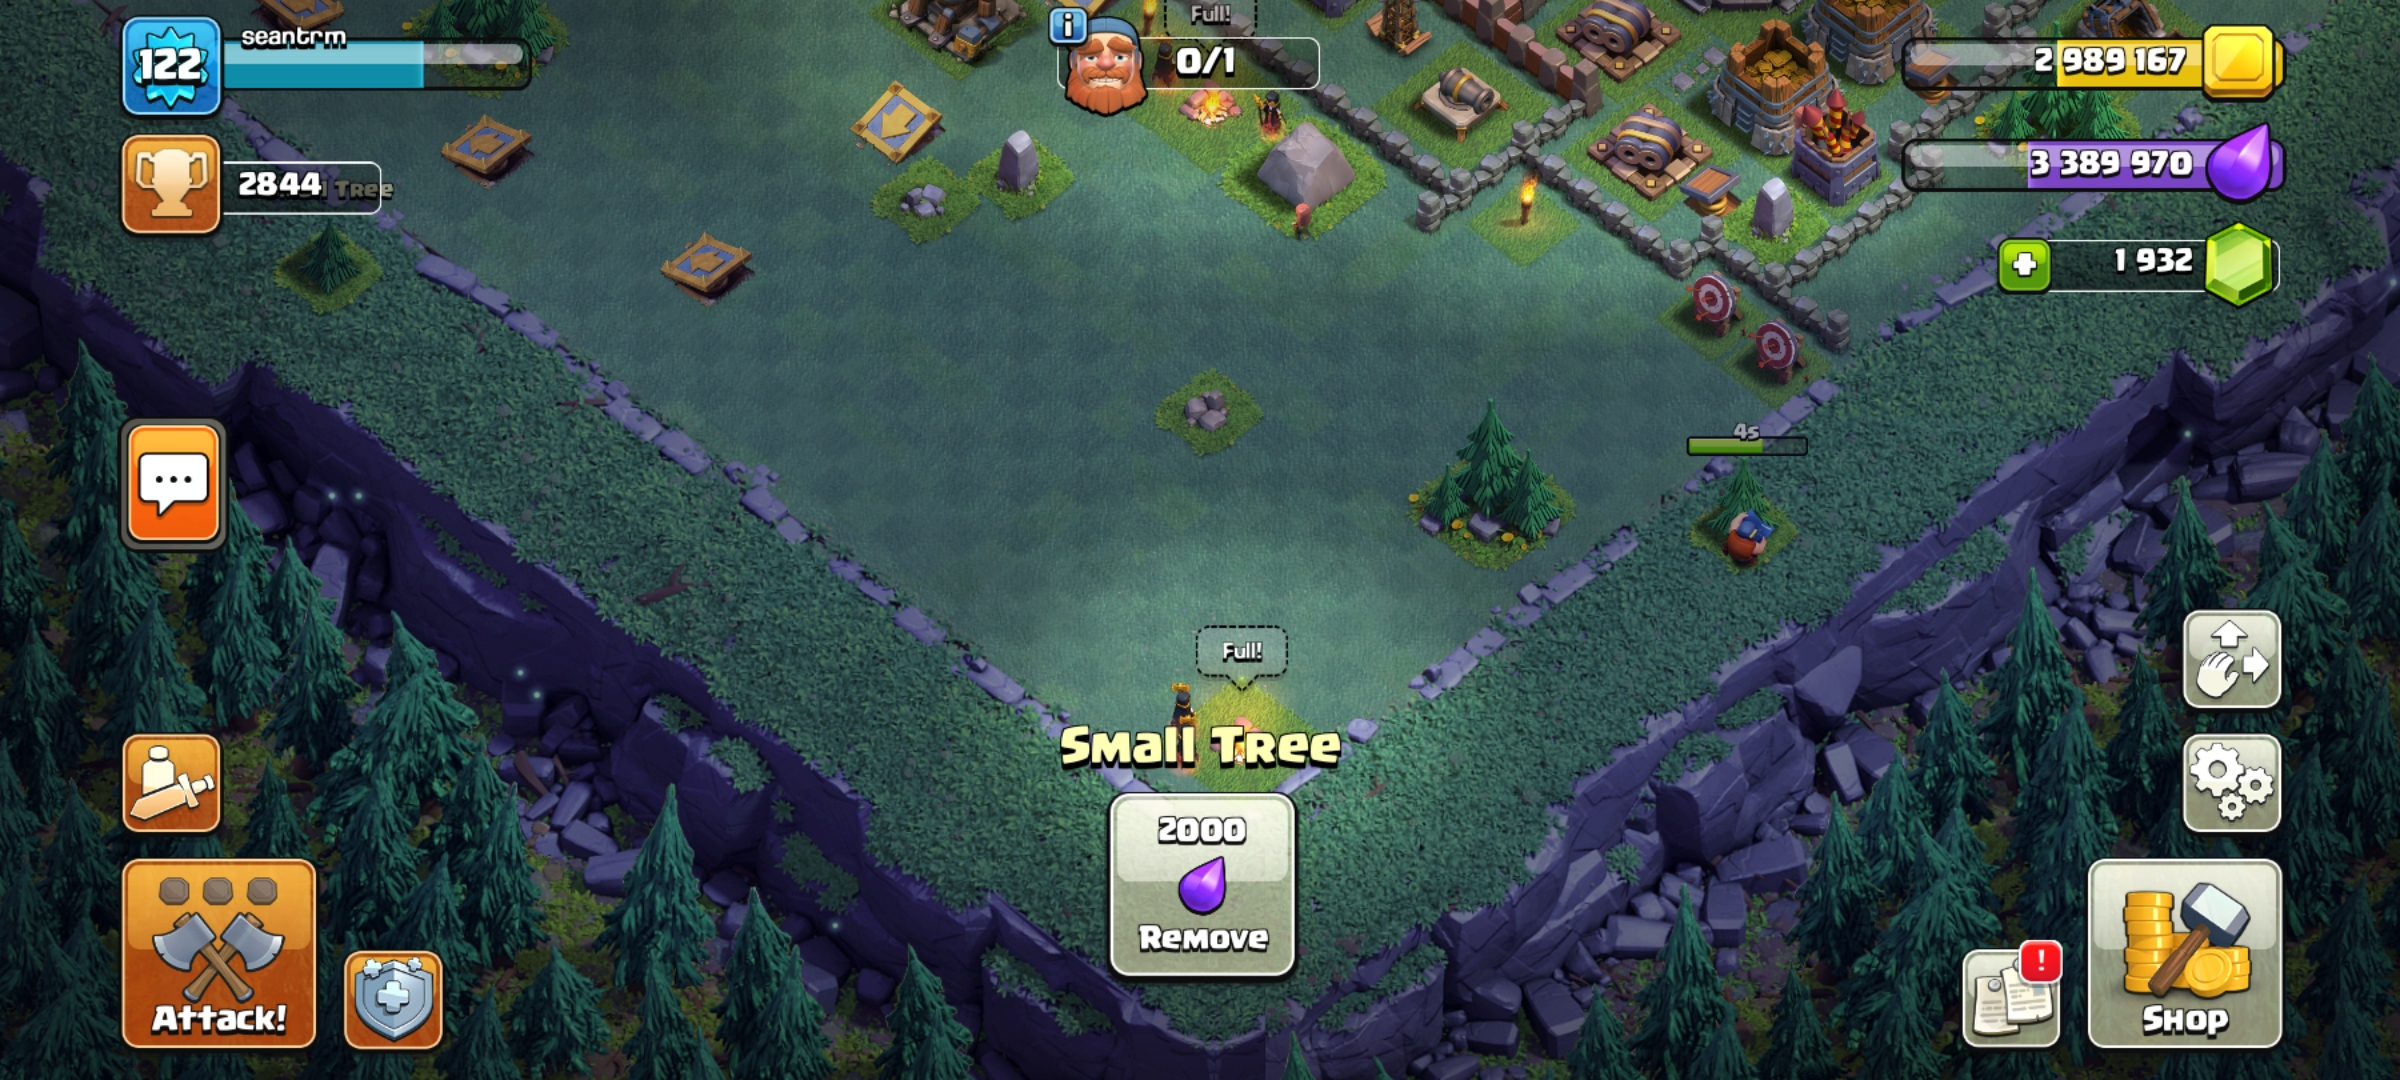 seantrm
122
Full!
0/1
2 989 167
2844
Tree
3 389 970
1 932
4s
Full!
Small Tree
2000
Remove
Attack!
!
Shop